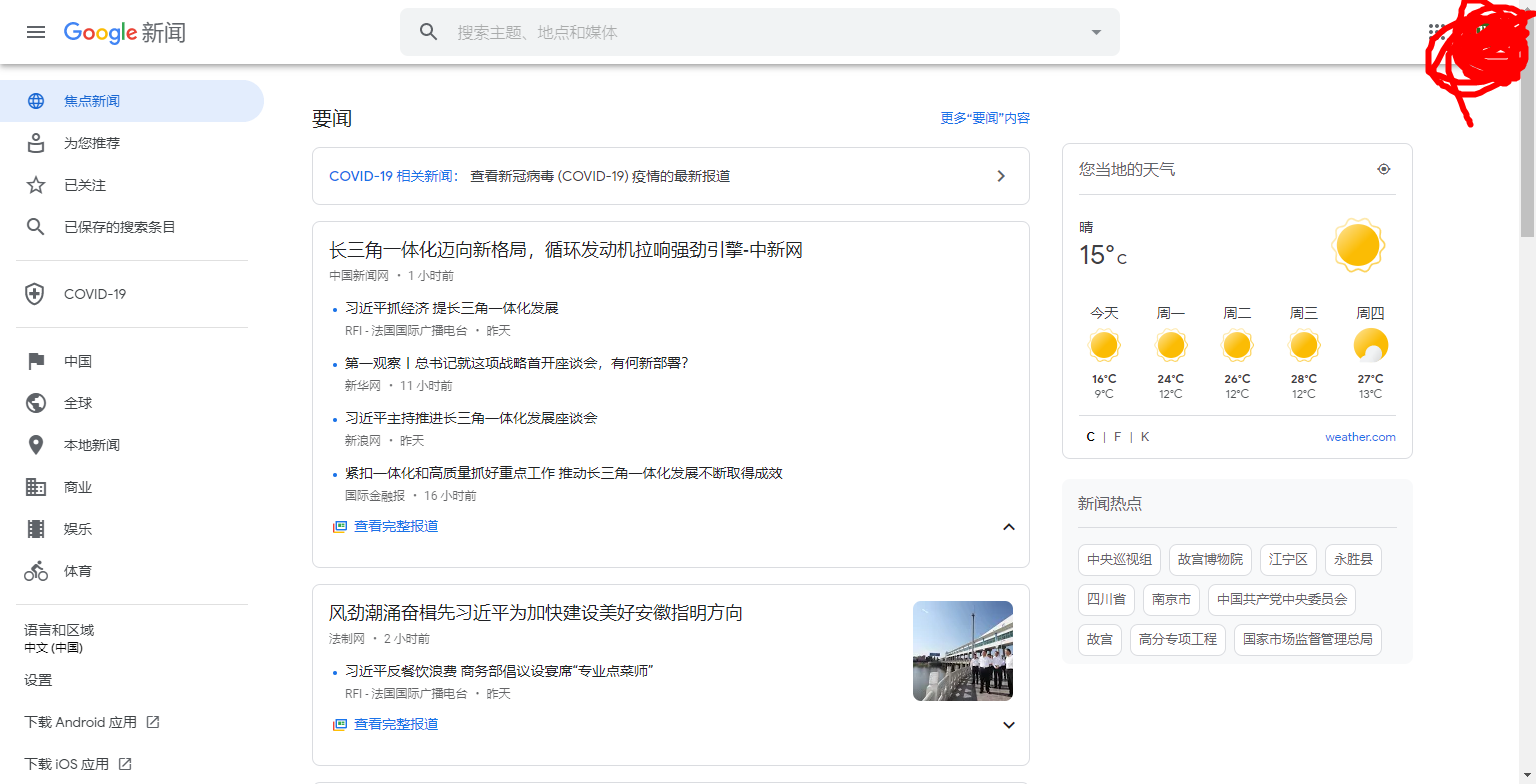 Google 新闻
搜索主题、地点和媒体
焦点新闻
为您推荐
已关注
已保存的搜索条目
COVID-19
中国
全球
本地新闻
商业
娱乐
体育
语言和区域
中文 (中国)
设置
下载 Android 应用
下载 iOS 应用
要闻
更多“要闻”内容
COVID-19 相关新闻： 查看新冠病毒 (COVID-19) 疫情的最新报道
长三角一体化迈向新格局，循环发动机拉响强劲引擎-中新网
中国新闻网 • 1 小时前
习近平抓经济 提长三角一体化发展
RFI - 法国国际广播电台 • 昨天
第一观察丨总书记就这项战略首开座谈会，有何新部署？
新华网 • 11 小时前
习近平主持推进长三角一体化发展座谈会
新浪网 • 昨天
紧扣一体化和高质量抓好重点工作 推动长三角一体化发展不断取得成效
国际金融报 • 16 小时前
查看完整报道
风劲潮涌奋楫先习近平为加快建设美好安徽指明方向
法制网 • 2 小时前
习近平反餐饮浪费 商务部倡议设宴席“专业点菜师”
RFI - 法国国际广播电台 • 昨天
查看完整报道
您当地的天气
晴
15°C
今天 周一 周二 周三 周四
16°C 24°C 26°C 28°C 27°C
9°C 12°C 12°C 12°C 13°C
C | F | K
weather.com
新闻热点
中央巡视组 故宫博物院 江宁区 永胜县
四川省 南京市 中国共产党中央委员会
故宫 高分专项工程 国家市场监督管理总局